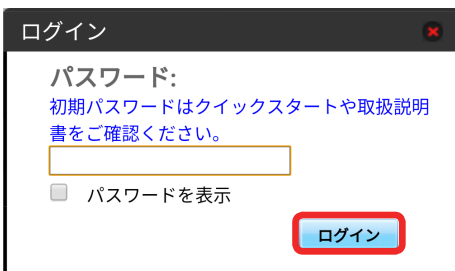 ログイン
パスワード:
初期パスワードはクイックスタートや取扱説明
書をご確認ください。
パスワードを表示
ログイン